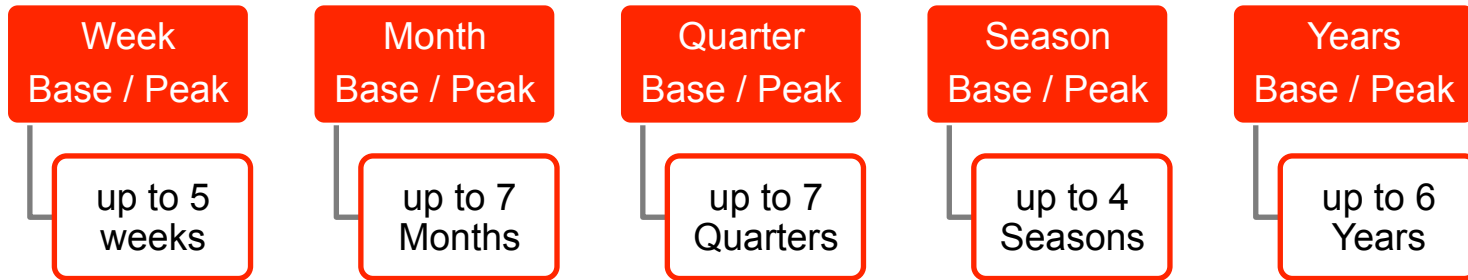 Week
Base / Peak
up to 5
weeks
Month
Base / Peak
up to 7
Months
Quarter
Base / Peak
up to 7
Quarters
Season
Base / Peak
up to 4
Seasons
Years
Base / Peak
up to 6
Years